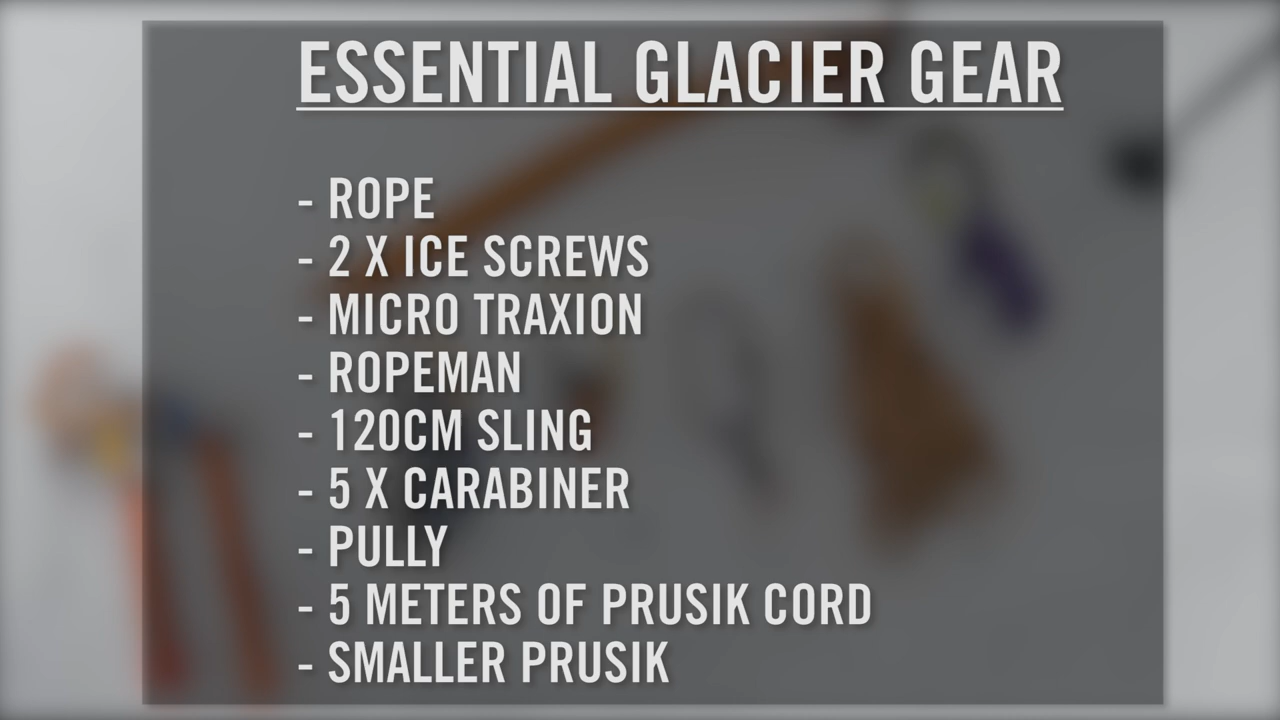 ESSENTIAL GLACIER GEAR
- ROPE
- 2 X ICE SCREWS
- MICRO TRAXION
- ROPEMAN
- 120CM SLING
- 5 X CARABINER
- PULLY
- 5 METERS OF PRUSIK CORD
- SMALLER PRUSIK